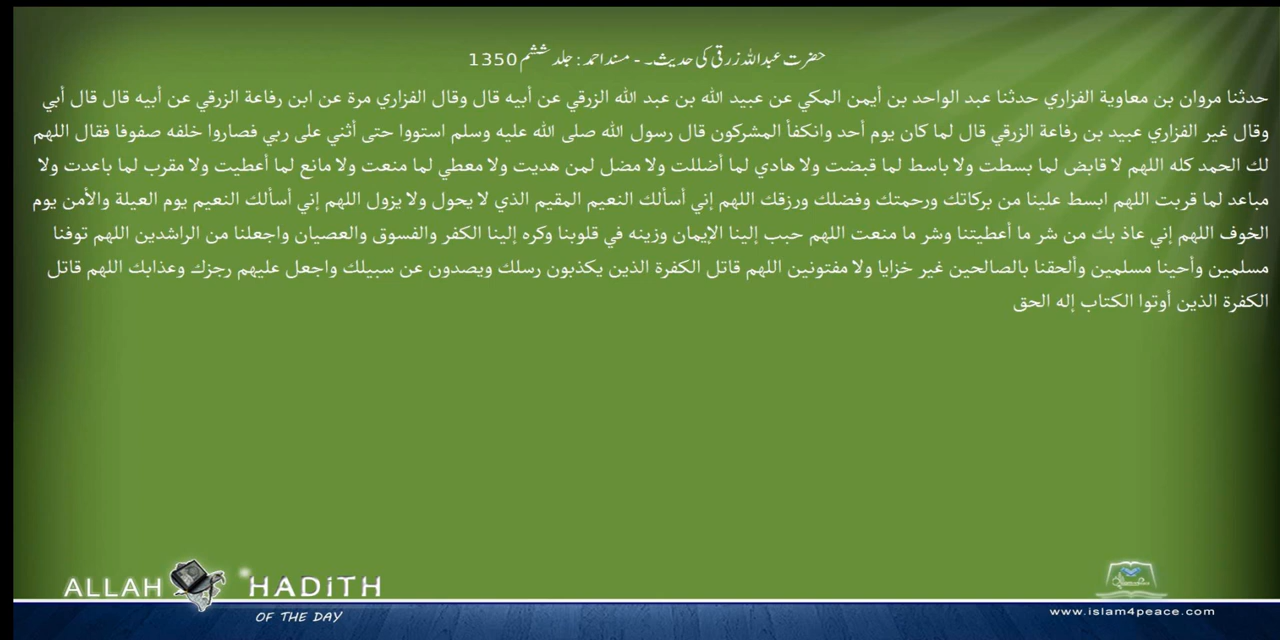 حضرت عبداللہ زرقی کی حدیث۔ - مسند احمد: جلد ششم 1350
حدثنا مروان بن معاوية الفزاري حدثنا عبد الواحد بن أيمن المكي عن عبيد الله بن عبد الله الزرقي عن أبيه قال وقال الفزاري مرة عن ابن رفاعة الزرقي عن أبيه قال قال أبي
وقال غير الفزاري عبيد بن رفاعة الزرقي قال لما كان يوم أحد وانكفأ المشركون قال رسول الله صلى الله عليه وسلم استووا حتى أثني على ربي فصاروا خلفه صفوفا فقال اللهم
لك الحمد كله اللهم لا قابض لما بسطت ولا باسط لما قبضت ولا هادي لما أضللت ولا مضل لمن هديت ولا معطي لما منعت ولا مانع لما أعطيت ولا مقرب لما باعدت ولا
مباعد لما قربت اللهم ابسط علينا من بركاتك ورحمتك وفضلك ورزقك اللهم إني أسألك النعيم المقيم الذي لا يحول ولا يزول اللهم إني أسألك النعيم يوم العيلة والأمن يوم
الخوف اللهم إني عاذ بك من شر ما أعطيتنا وشر ما منعت اللهم حبب إلينا الإيمان وزينه في قلوبنا وكره إلينا الكفر والفسوق والعصيان واجعلنا من الراشدين اللهم توفنا
مسلمين وأحينا مسلمين وألحقنا بالصالحين غير خزايا ولا مفتونين اللهم قاتل الكفرة الذين يكذبون رسلك ويصدون عن سبيلك واجعل عليهم رجزك وعذابك اللهم قاتل
الكفرة الذين أوتوا الكتاب إله الحق
ALLAH HADiTH
OF THE DAY
www.islam4peace.com